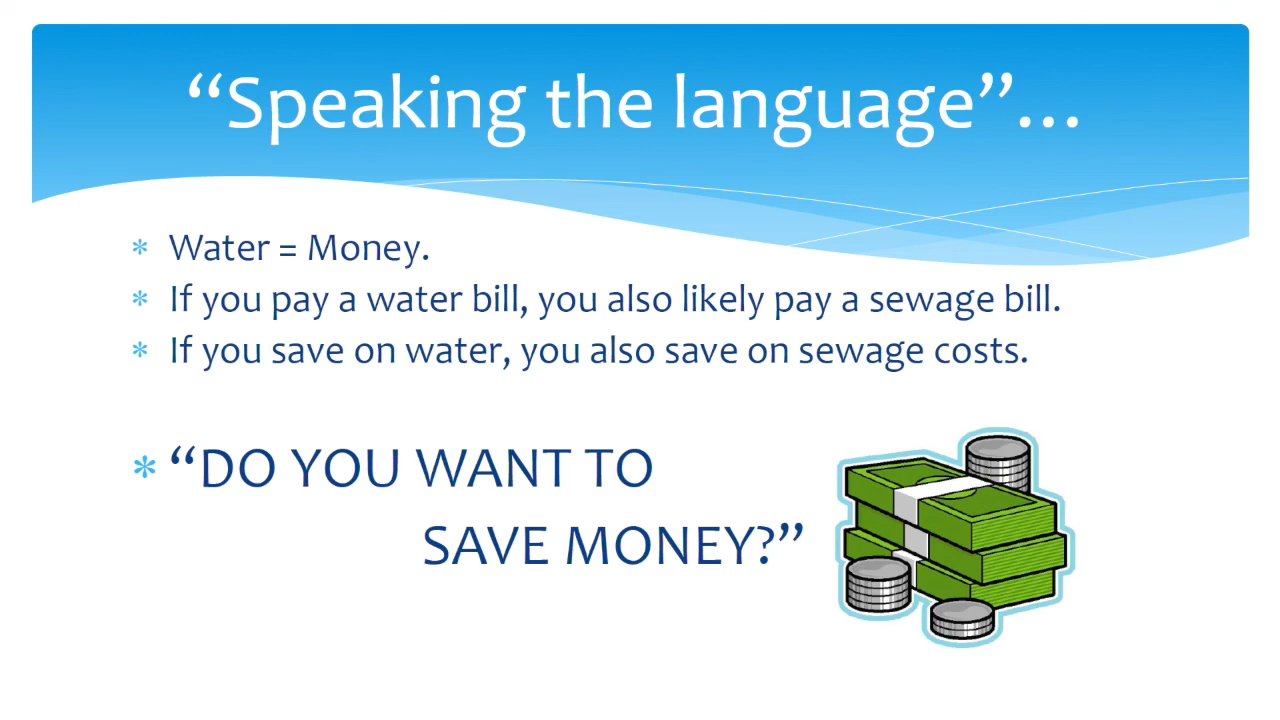 “Speaking the language”...
* Water = Money.
* If you pay a water bill, you also likely pay a sewage bill.
* If you save on water, you also save on sewage costs.
* “DO YOU WANT TO
SAVE MONEY?”